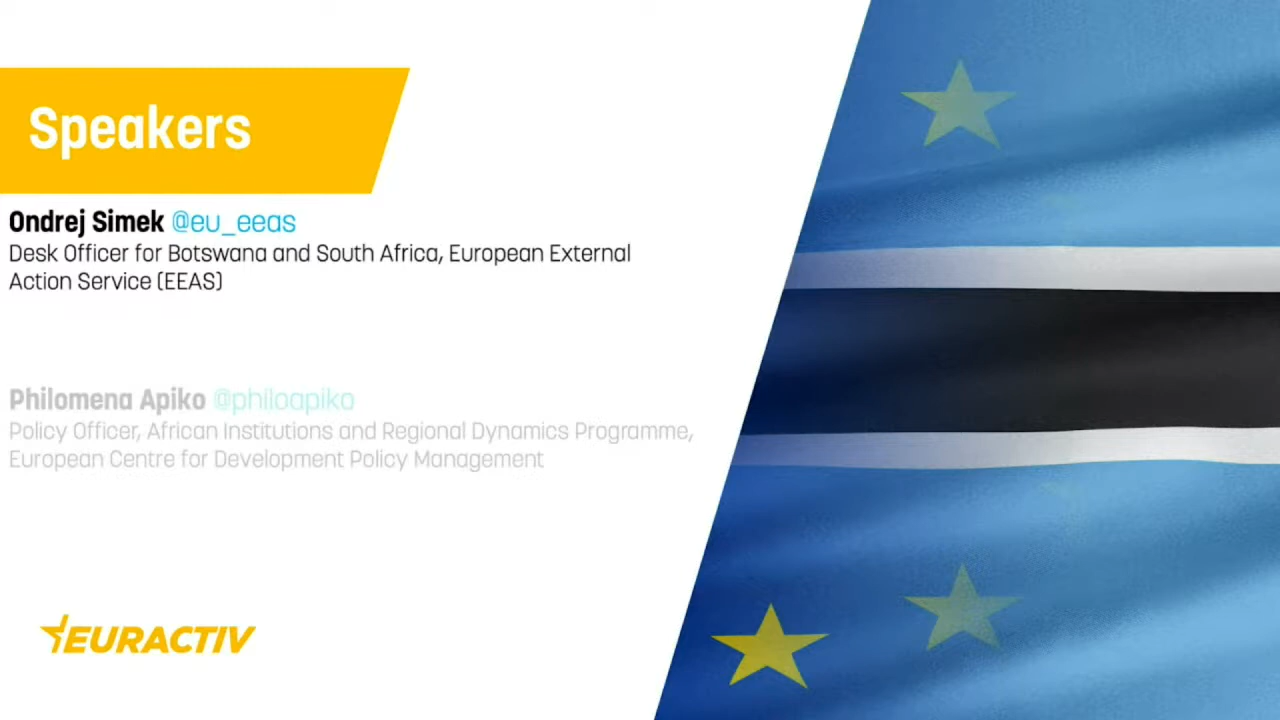 Speakers
Ondrej Simek @eu_eeas
Desk Officer for Botswana and South Africa, European External
Action Service (EEAS)
Philomena Apiko @philoapiko
Policy Officer, African Institutions and Regional Dynamics Programme,
European Centre for Development Policy Management
EURACTIV